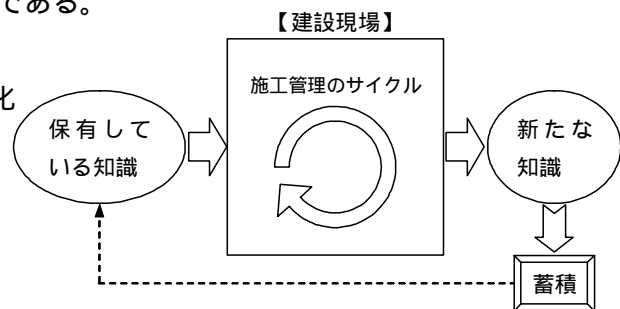 である。
【建設現場】
施工管理のサイクル
化
保有して
いる知識
新たな
知識
蓄積